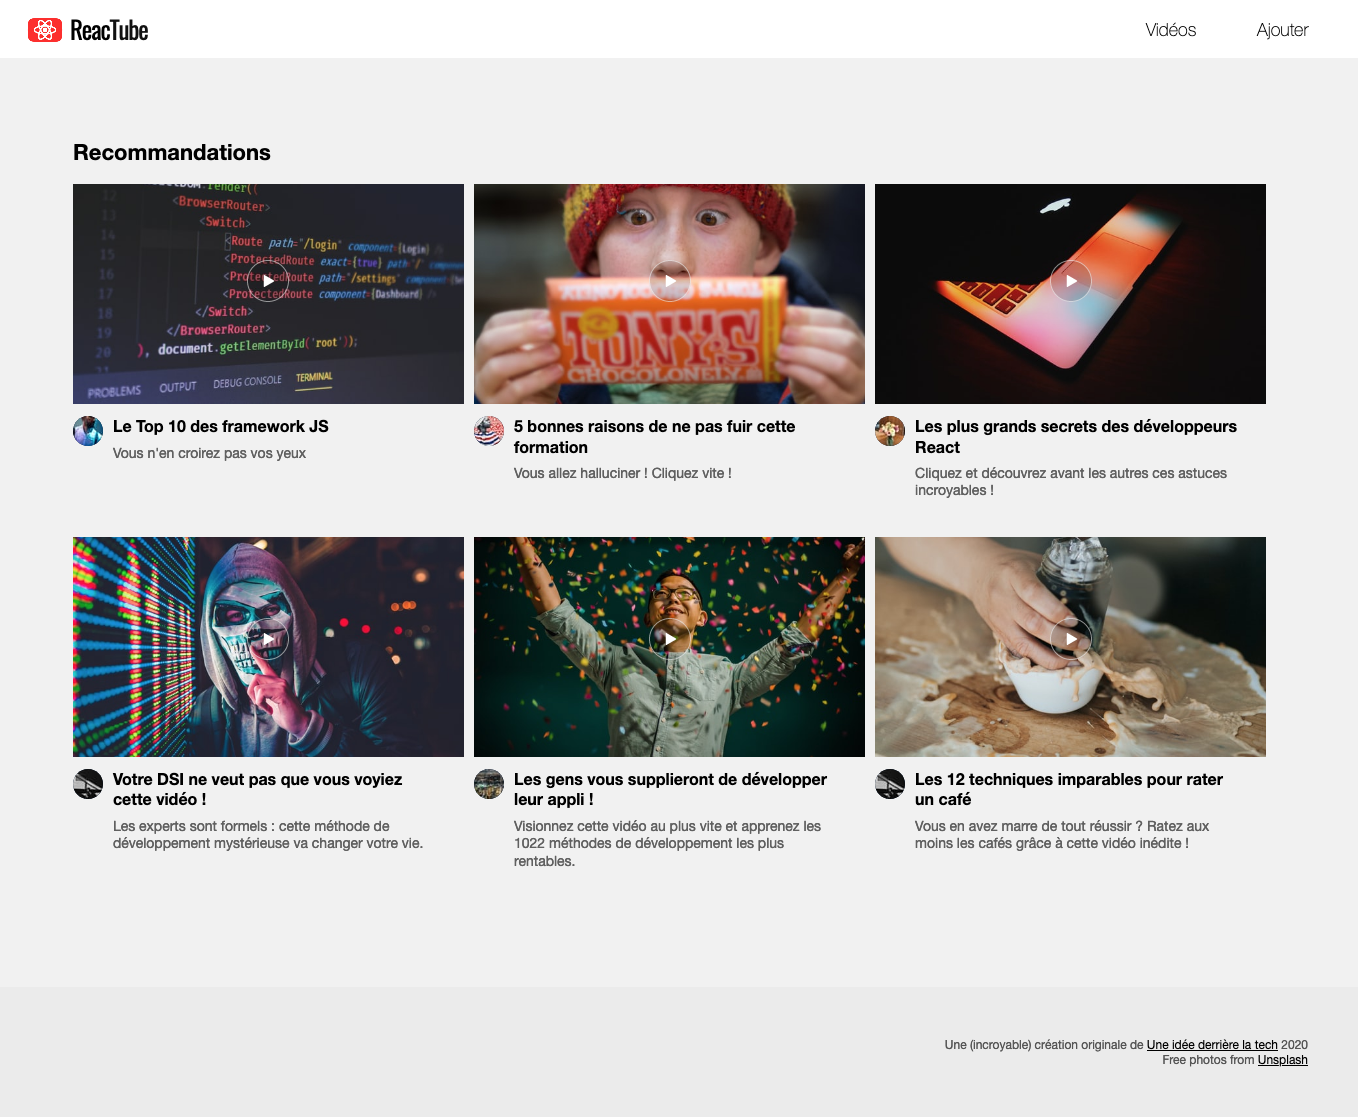 ReacTube
Vidéos
Ajouter
Recommandations
12
13
<BrowserRouter>
14
<Switch>
15
<Route path="/login" component={Login} />
16
<ProtectedRoute exact={true} path="/"
17
<ProtectedRoute path="/settings"
18
<ProtectedRoute component={Dashboard} />
19
</Switch>
20
</BrowserRouter>
), document.getElementById('root'));
PROBLEMS OUTPUT DEBUG CONSOLE TERMINAL
TONY'S
CHOCOLONELY
Le Top 10 des framework JS
Vous n'en croirez pas vos yeux
5 bonnes raisons de ne pas fuir cette
formation
Vous allez halluciner ! Cliquez vite !
Les plus grands secrets des développeurs
React
Cliquez et découvrez avant les autres ces astuces
incroyables !
Votre DSI ne veut pas que vous voyiez
cette vidéo !
Les experts sont formels : cette méthode de
développement mystérieuse va changer votre vie.
Les gens vous supplieront de développer
leur appli !
Visionnez cette vidéo au plus vite et apprenez les
1022 méthodes de développement les plus
rentables.
Les 12 techniques imparables pour rater
un café
Vous en avez marre de tout réussir ? Ratez aux
moins les cafés grâce à cette vidéo inédite !
Une (incroyable) création originale de Une idée derrière la tech 2020
Free photos from Unsplash